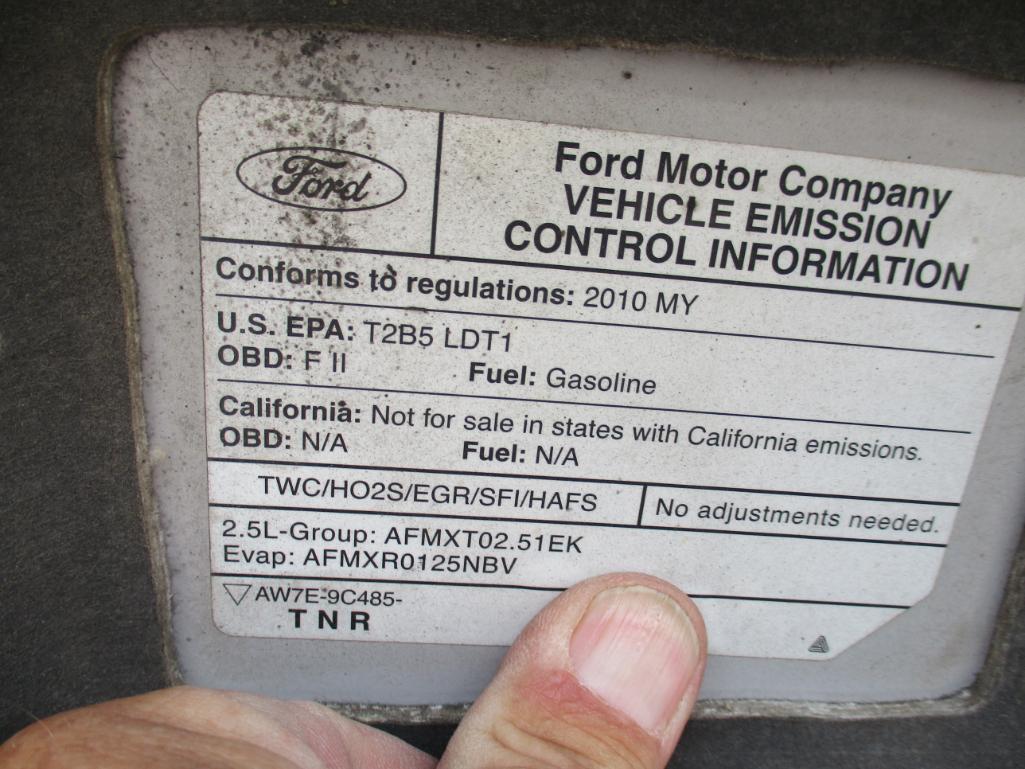 Ford
Ford Motor Company
VEHICLE EMISSION
CONTROL INFORMATION
Conforms to regulations: 2010 MY
U.S. EPA: T2B5 LDT1
OBD: F II Fuel: Gasoline
California: Not for sale in states with California emissions.
OBD: N/A Fuel: N/A
TWC/HO2S/EGR/SFI/HAFS
No adjustments needed.
2.5L-Group: AFMXT02.51EK
Evap: AFMXR0125NBV
AW7E-9C485-
T N R